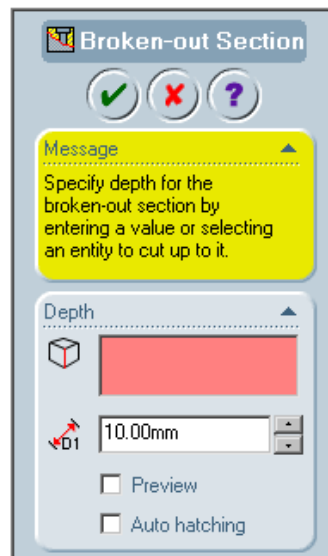 Broken-out Section
?
Message
Specify depth for the
broken-out section by
entering a value or selecting
an entity to cut up to it.
Depth
D1
10.00mm
Preview
Auto hatching